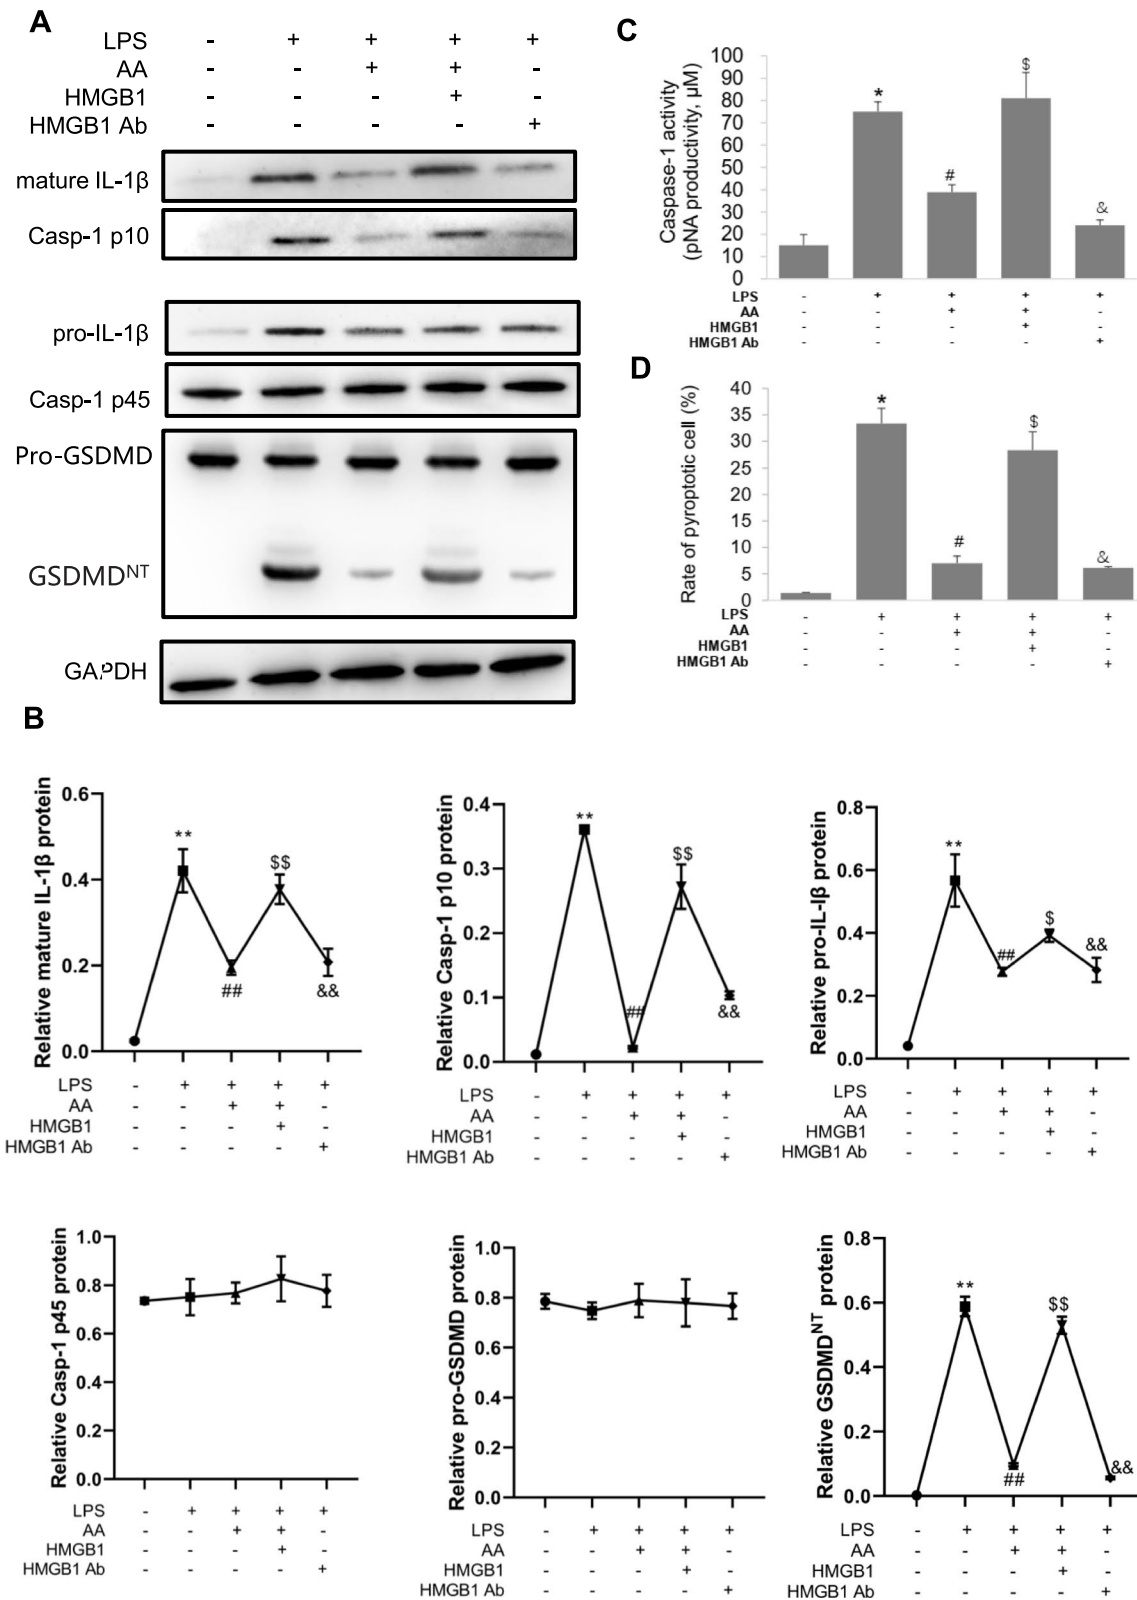 A
LPS - + + + +
AA - - + + -
HMGB1 - - - + -
HMGB1 Ab - - - - +
mature IL-1β
Casp-1 p10
pro-IL-1β
Casp-1 p45
Pro-GSDMD
GSDMDNT
GAPDH
C
Caspase-1 activity
(pNA productivity, μM)
100
90
80
70
60
50
40
30
20
10
0
* # $ &
LPS - + + + +
AA - - + + -
HMGB1 - - - + -
HMGB1 Ab - - - - +
D
Rate of pyroptotic cell (%)
40
35
30
25
20
15
10
5
0
* # $ &
LPS - + + + +
AA - - + + -
HMGB1 - - - + -
HMGB1 Ab - - - - +
B
Relative mature IL-1β protein
0.6
0.4
0.2
0.0
** ## $$ &&
LPS - + + + +
AA - - + + -
HMGB1 - - - + -
HMGB1 Ab - - - - +
Relative Casp-1 p10 protein
0.4
0.3
0.2
0.1
0.0
** ## $$ &&
LPS - + + + +
AA - - + + -
HMGB1 - - - + -
HMGB1 Ab - - - - +
Relative pro-IL-Iβ protein
0.8
0.6
0.4
0.2
0.0
** ## $ &&
LPS - + + + +
AA - - + + -
HMGB1 - - - + -
HMGB1 Ab - - - - +
Relative Casp-1 p45 protein
1.0
0.8
0.6
0.4
0.2
0.0
LPS - + + + +
AA - - + + -
HMGB1 - - - + -
HMGB1 Ab - - - - +
Relative pro-GSDMD protein
1.0
0.8
0.6
0.4
0.2
0.0
LPS - + + + +
AA - - + + -
HMGB1 - - - + -
HMGB1 Ab - - - - +
Relative GSDMDNT protein
0.8
0.6
0.4
0.2
0.0
** ## $$ &&
LPS - + + + +
AA - - + + -
HMGB1 - - - + -
HMGB1 Ab - - - - +